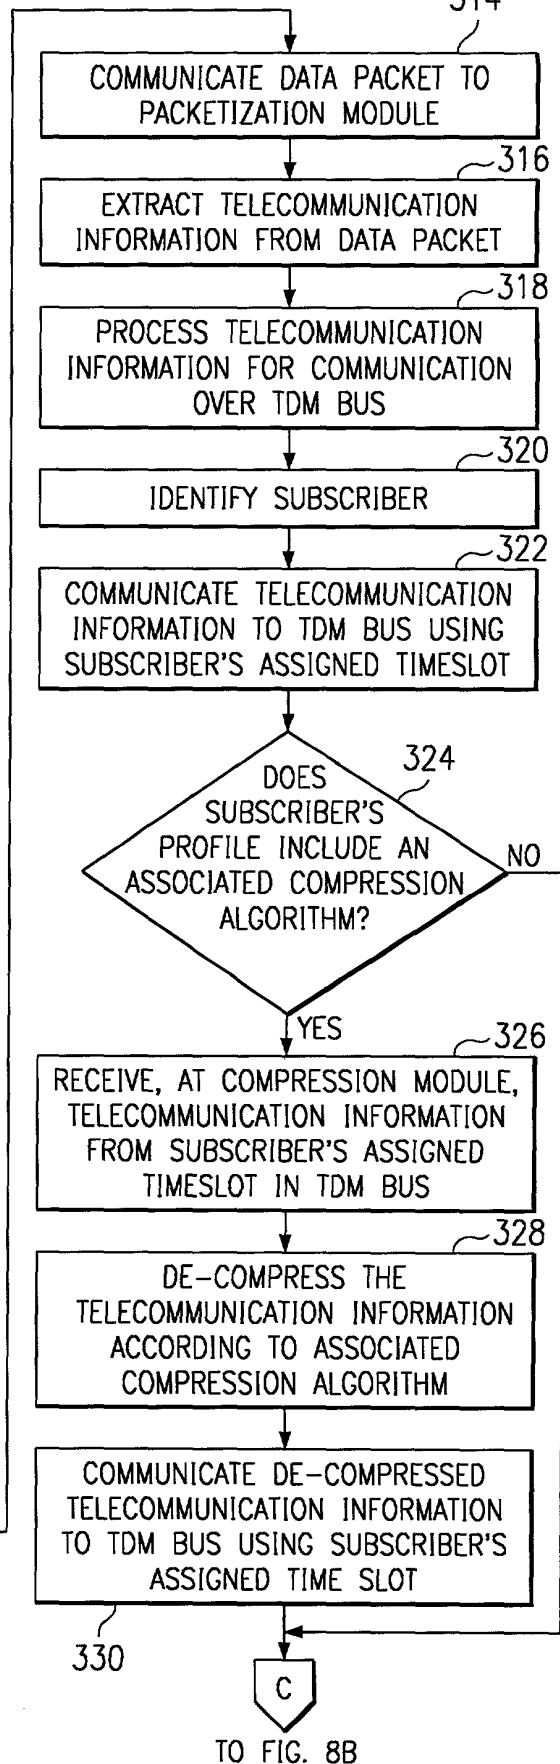 314
COMMUNICATE DATA PACKET TO
PACKETIZATION MODULE
316
EXTRACT TELECOMMUNICATION
INFORMATION FROM DATA PACKET
318
PROCESS TELECOMMUNICATION
INFORMATION FOR COMMUNICATION
OVER TDM BUS
320
IDENTIFY SUBSCRIBER
322
COMMUNICATE TELECOMMUNICATION
INFORMATION TO TDM BUS USING
SUBSCRIBER'S ASSIGNED TIMESLOT
324
DOES
SUBSCRIBER'S
PROFILE INCLUDE AN
ASSOCIATED COMPRESSION
ALGORITHM?
NO
YES
326
RECEIVE, AT COMPRESSION MODULE,
TELECOMMUNICATION INFORMATION
FROM SUBSCRIBER'S ASSIGNED
TIMESLOT IN TDM BUS
328
DE-COMPRESS THE
TELECOMMUNICATION INFORMATION
ACCORDING TO ASSOCIATED
COMPRESSION ALGORITHM
COMMUNICATE DE-COMPRESSED
TELECOMMUNICATION INFORMATION
TO TDM BUS USING SUBSCRIBER'S
ASSIGNED TIME SLOT
330
C
TO FIG. 8B